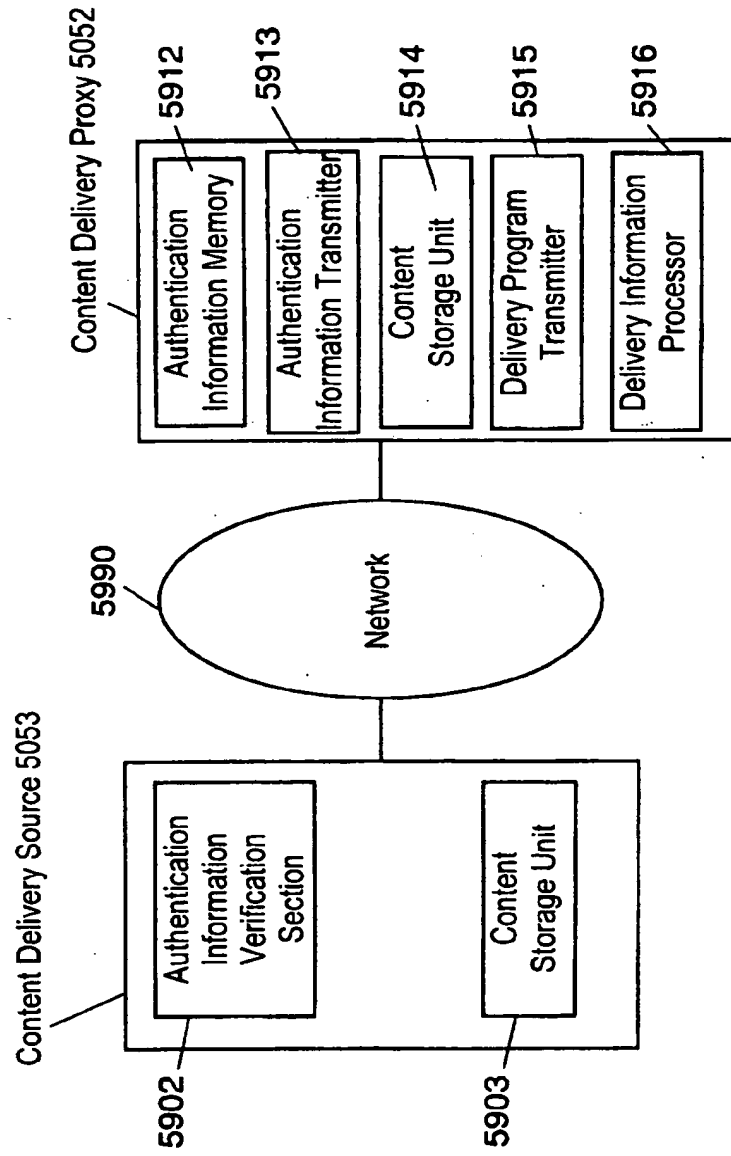 Content Delivery Source 5053
Authentication
Information
Verification
Section
5902
Content
Storage Unit
5903
5990
Network
Content Delivery Proxy 5052
Authentication
Information Memory
5912
Authentication
Information Transmitter
5913
Content
Storage Unit
5914
Delivery Program
Transmitter
5915
Delivery Information
Processor
5916